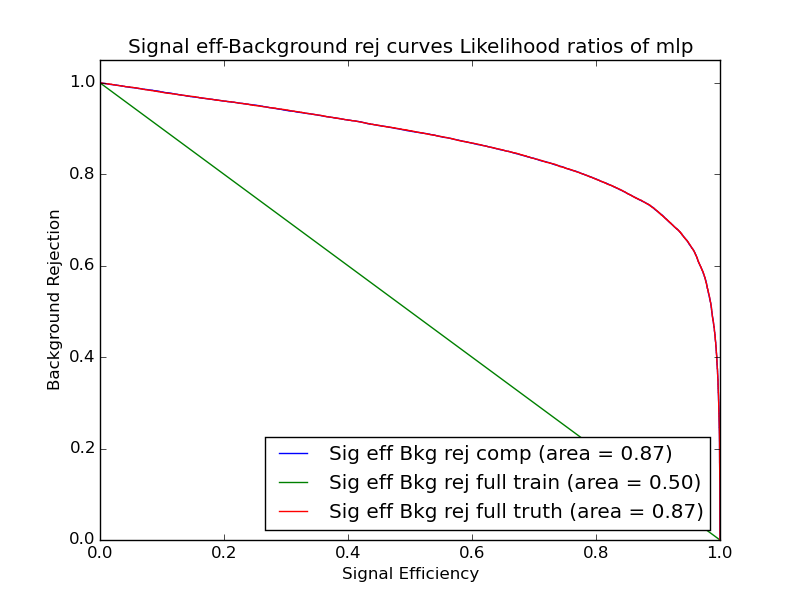 Signal eff-Background rej curves Likelihood ratios of mlp
1.0
0.8
0.6
0.4
0.2
0.0
Background Rejection
Sig eff Bkg rej comp (area = 0.87)
Sig eff Bkg rej full train (area = 0.50)
Sig eff Bkg rej full truth (area = 0.87)
0.0 0.2 0.4 0.6 0.8 1.0
Signal Efficiency